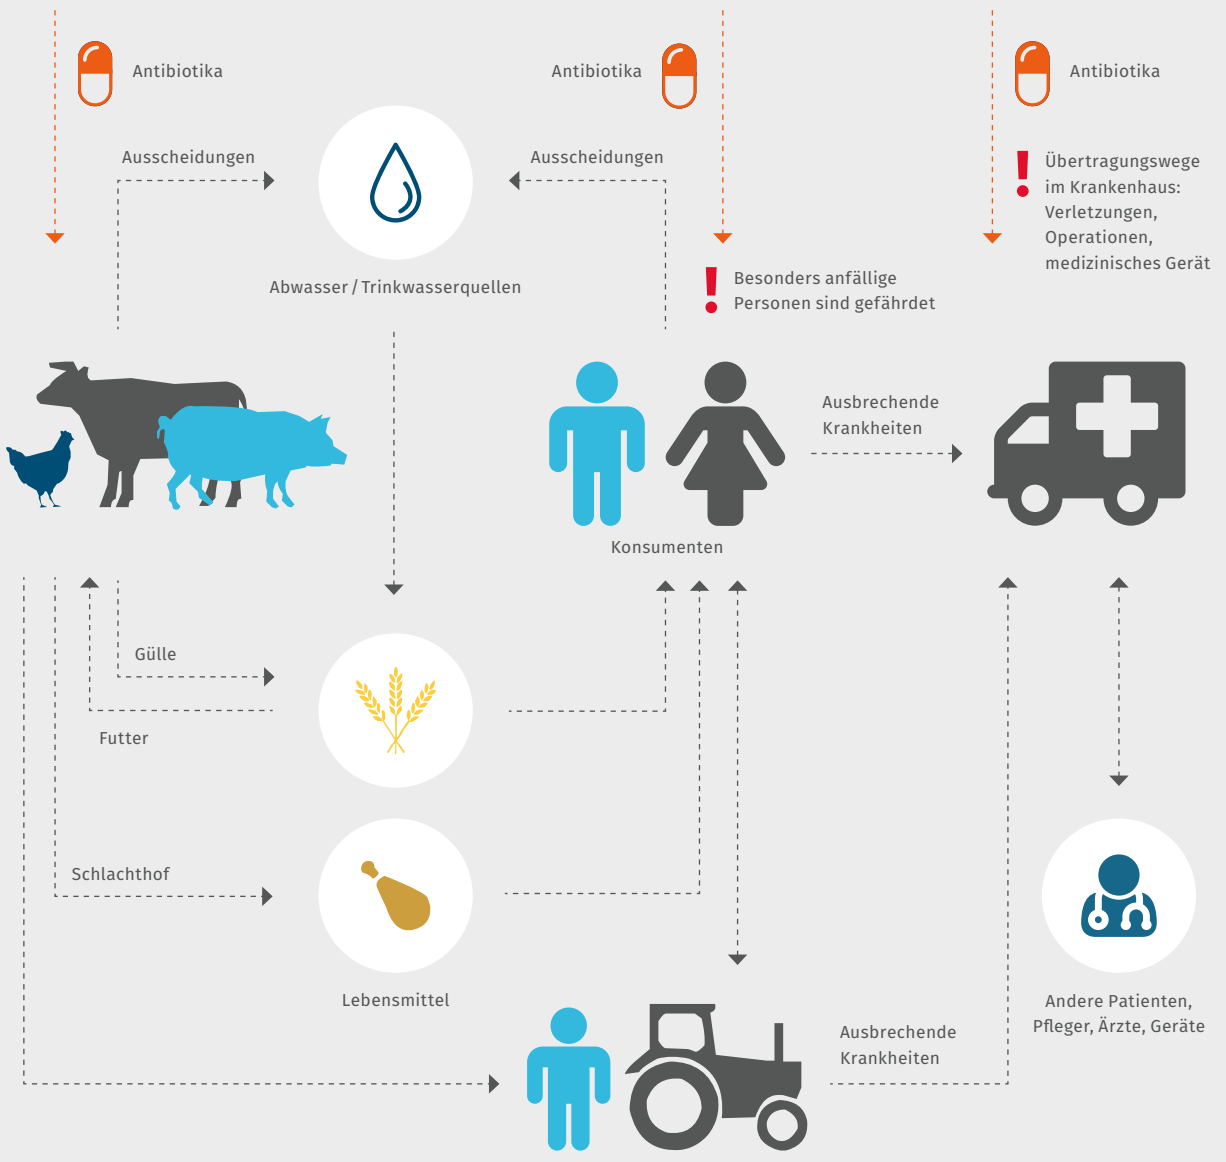 Antibiotika
Antibiotika
Antibiotika
Ausscheidungen
Ausscheidungen
Übertragungswege
im Krankenhaus:
Verletzungen,
Operationen,
medizinisches Gerät
Abwasser / Trinkwasserquellen
Besonders anfällige
Personen sind gefährdet
Ausbrechende
Krankheiten
Konsumenten
Gülle
Futter
Schlachthof
Lebensmittel
Andere Patienten,
Pfleger, Ärzte, Geräte
Ausbrechende
Krankheiten